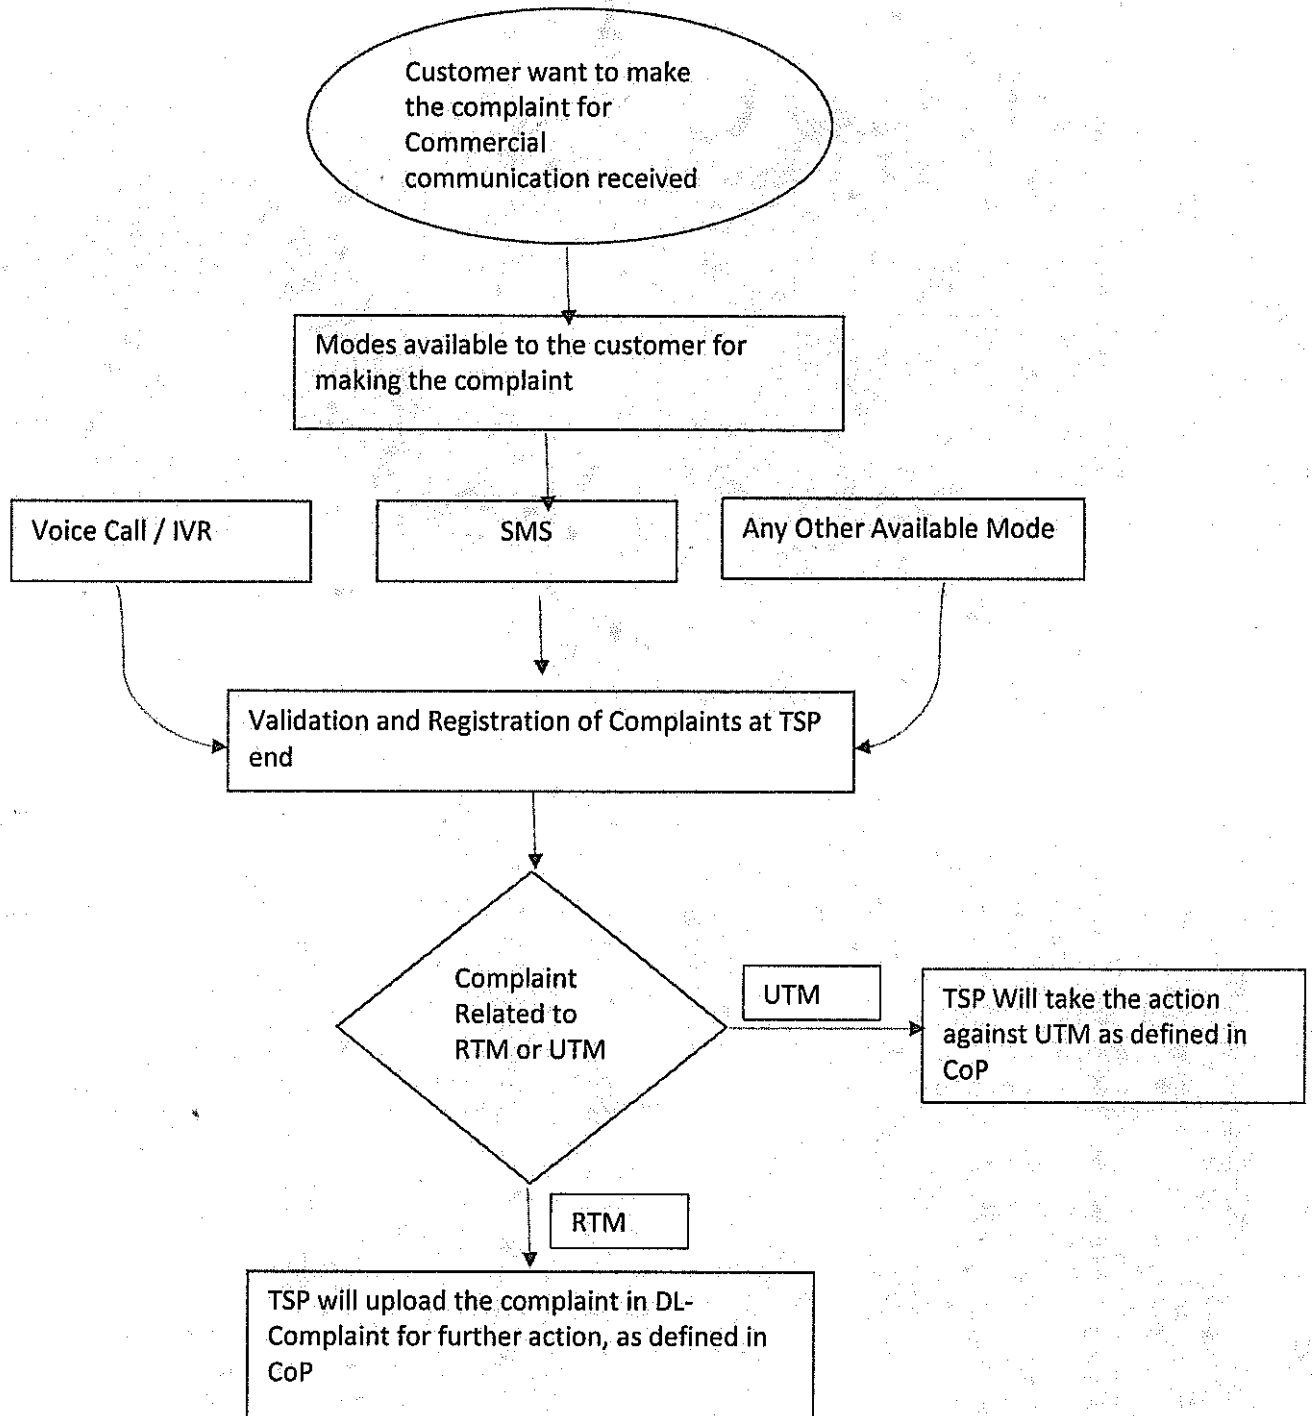 Customer want to make
the complaint for
Commercial
communication received
Modes available to the customer for
making the complaint
Voice Call / IVR
SMS
Any Other Available Mode
Validation and Registration of Complaints at TSP
end
Complaint
Related to
RTM or UTM
UTM
TSP Will take the action
against UTM as defined in
CoP
RTM
TSP will upload the complaint in DL-
Complaint for further action, as defined in
CoP